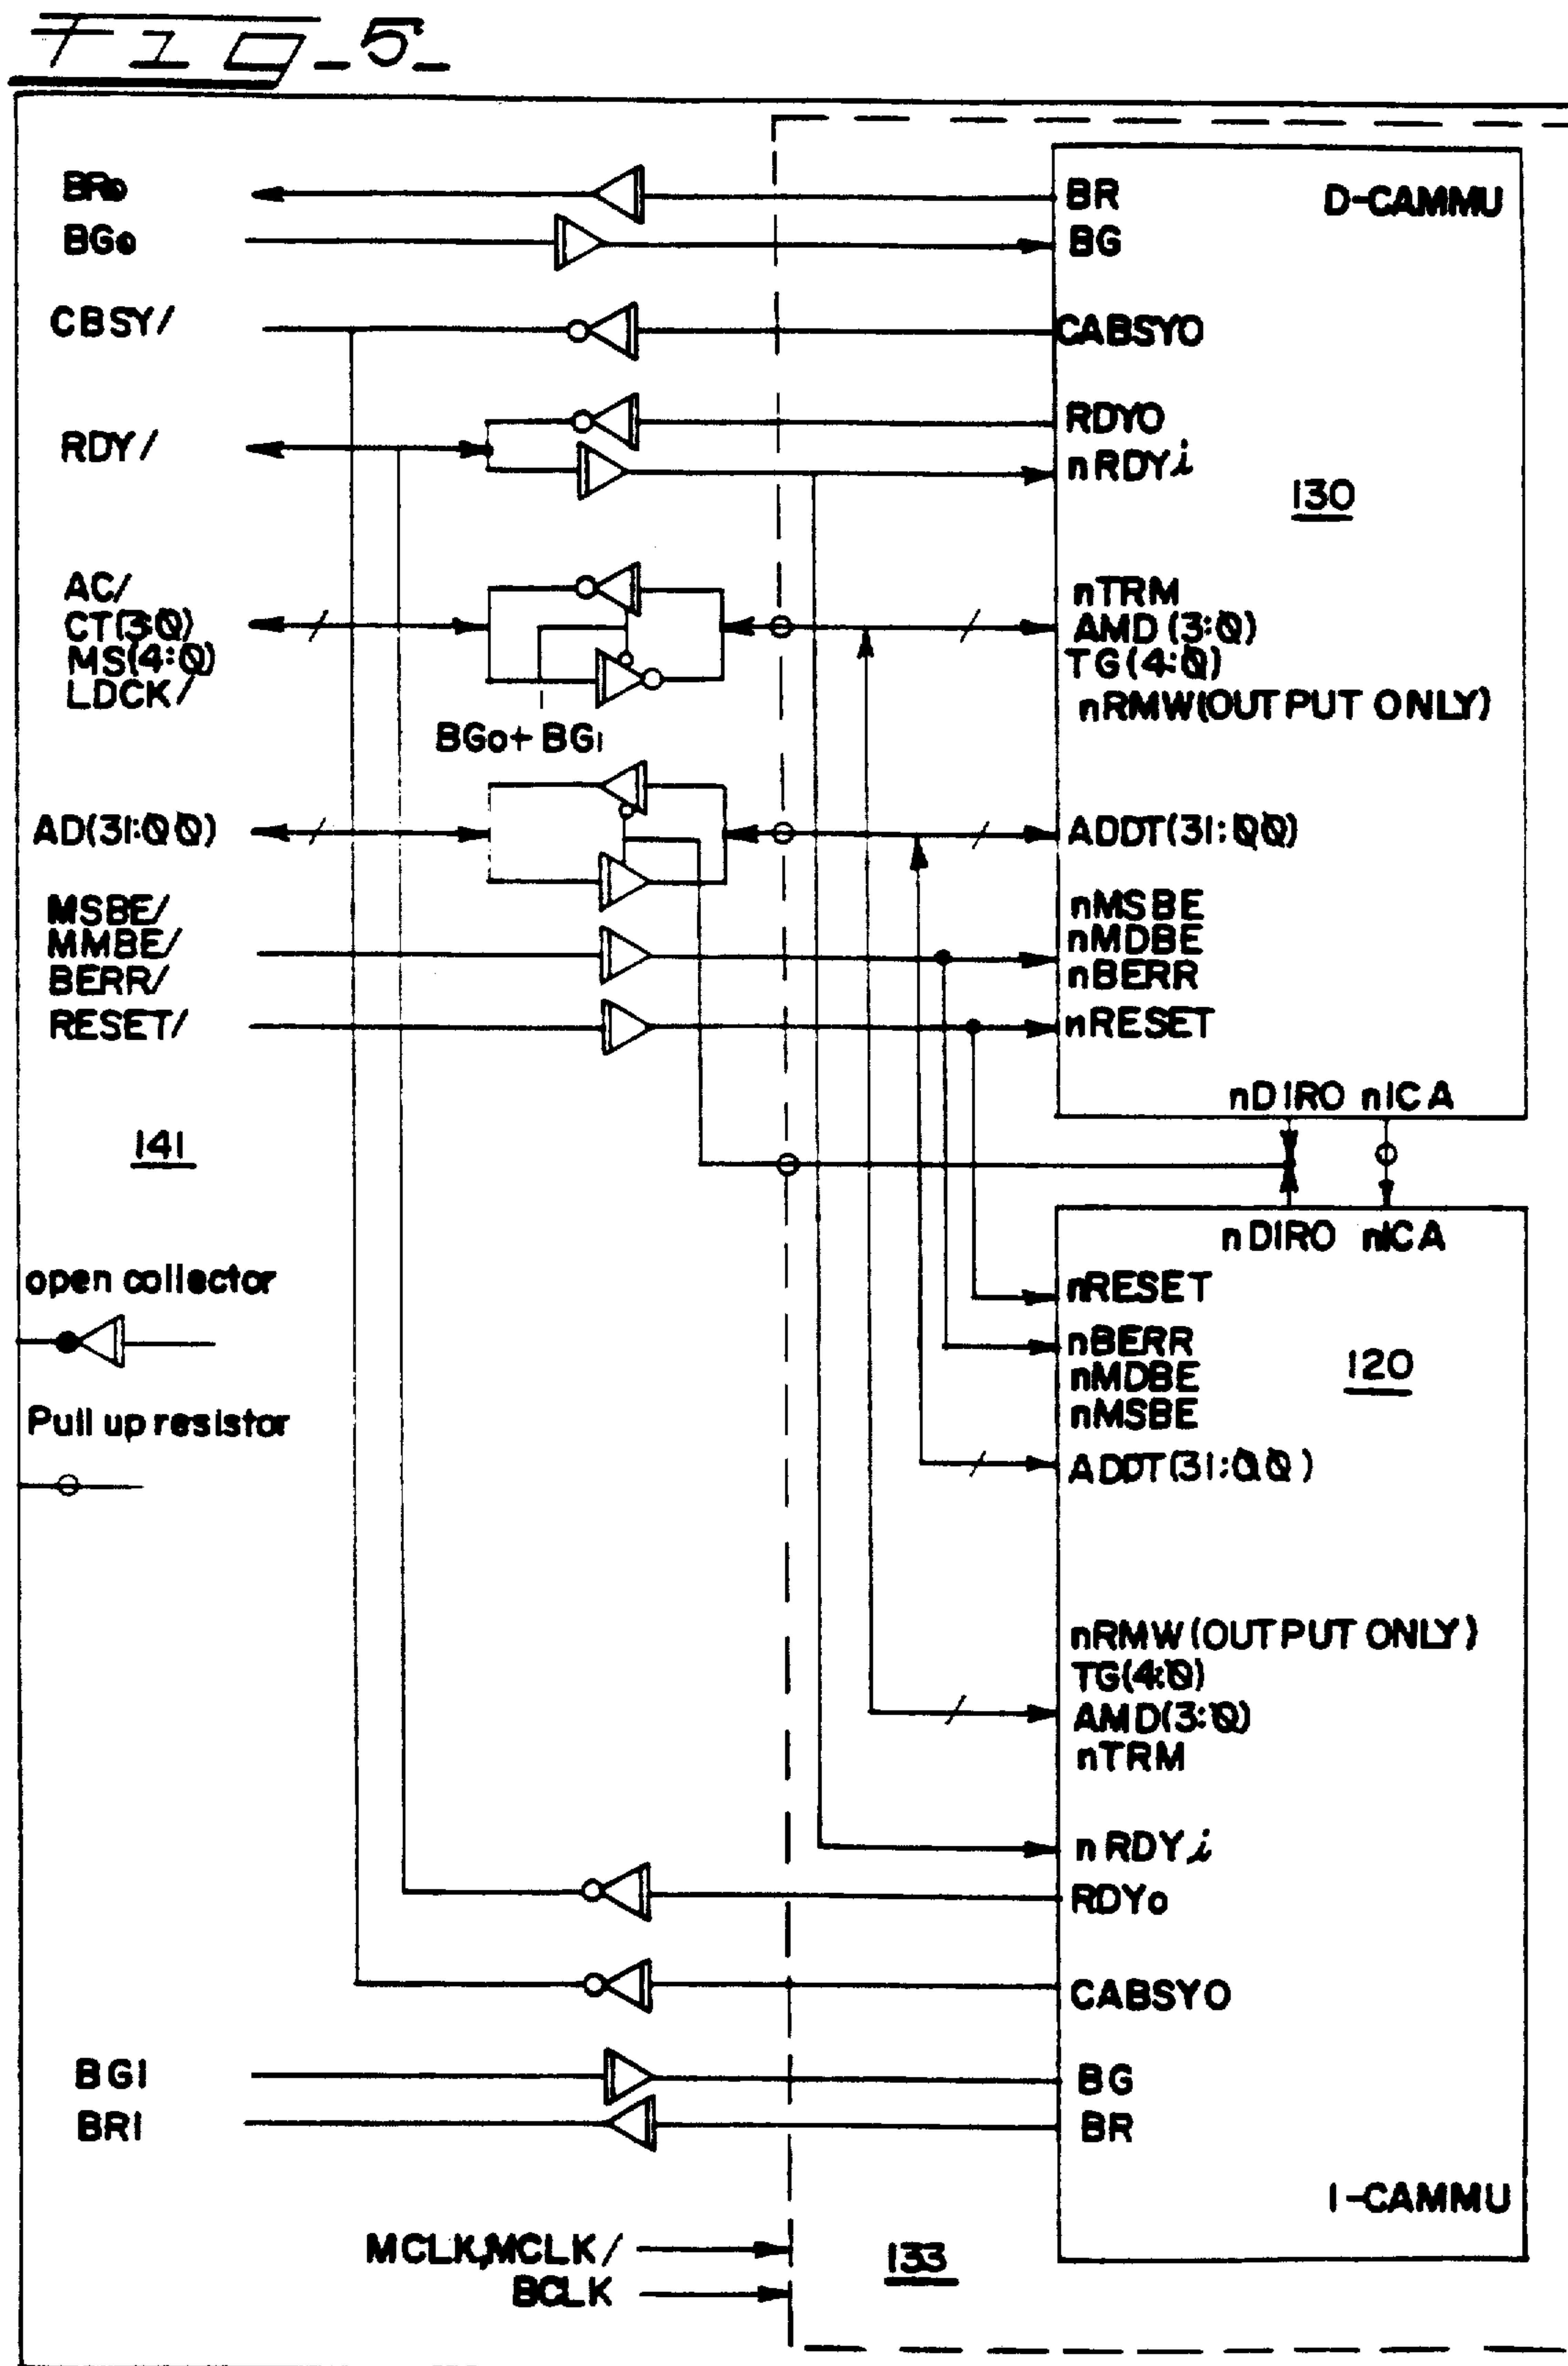 Fig_5_
BRo
BGo
CBSY/
RDY/
AC/
CT(3:0)
MS(4:0)
LDCK/
BGo+BG1
AD(31:00)
MSBE/
MMBE/
BERR/
RESET/
141
open collector
Pull up resistor
BR
D-CAMMU
BG
CABSYO
RDYO
nRDYi
130
nTRM
AMD(3:0)
TG(4:0)
nRMW(OUTPUT ONLY)
ADDT(31:00)
nMSBE
nMDBE
nBERR
nRESET
nDIRO nICA
nDIRO nICA
nRESET
nBERR
120
nMDBE
nMSBE
ADDT(31:00)
nRMW(OUTPUT ONLY)
TG(4:0)
AMD(3:0)
nTRM
nRDYi
RDYo
CABSYO
BG1
BG
BR1
BR
I-CAMMU
MCLK,MCLK/
BCLK
133